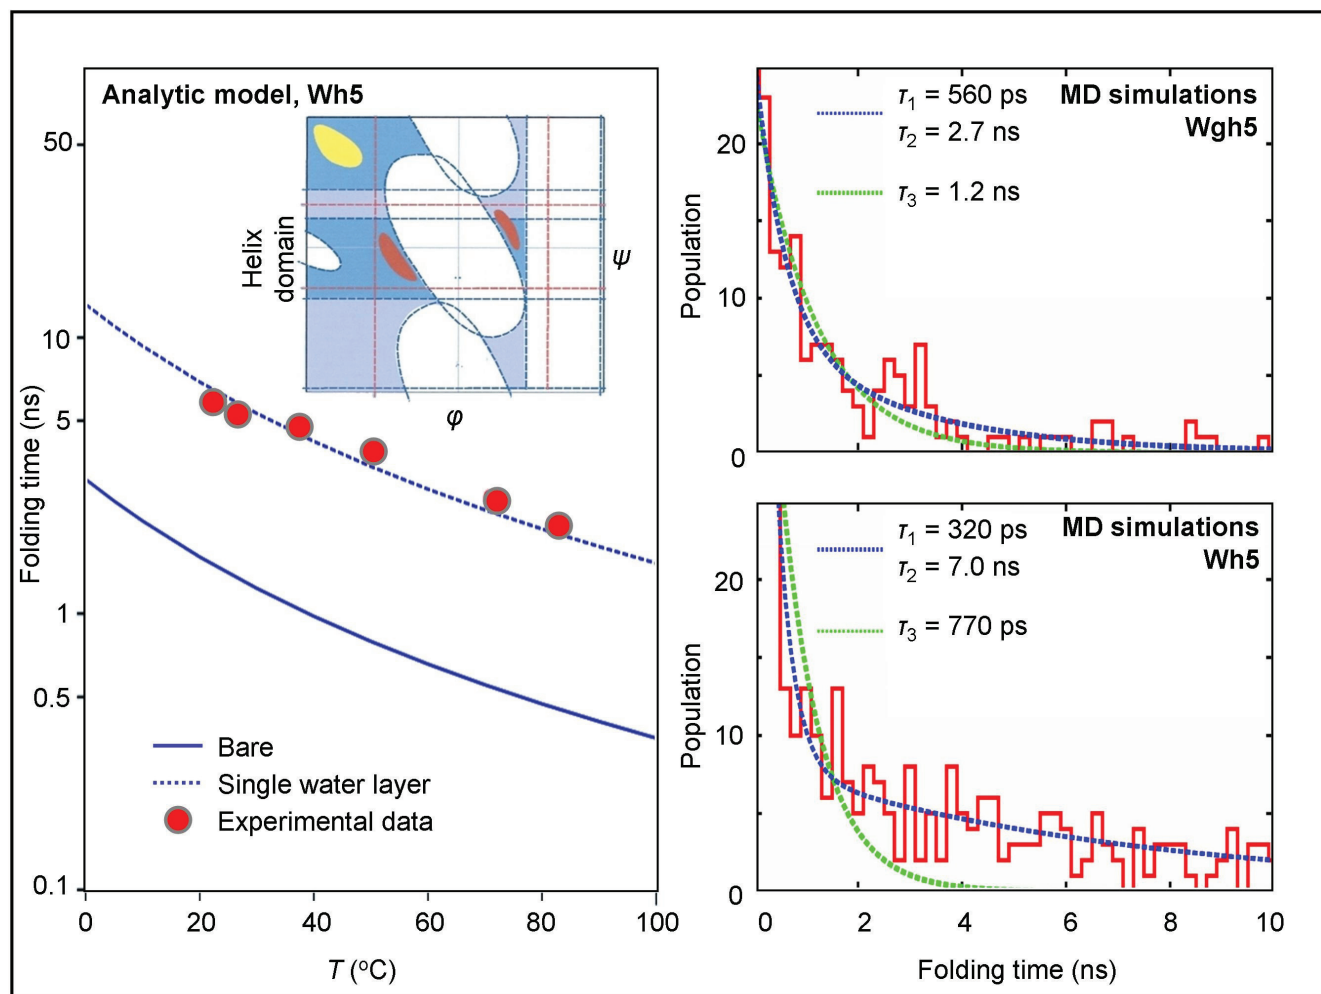 Analytic model, Wh5
50
10
5
1
0.5
0.1
Folding time (ns)
Helix
domain
ψ
φ
Bare
Single water layer
Experimental data
0
20
40
60
80
100
T (°C)
τ1 = 560 ps
τ2 = 2.7 ns
τ3 = 1.2 ns
MD simulations
Wgh5
20
10
0
Population
τ1 = 320 ps
τ2 = 7.0 ns
τ3 = 770 ps
MD simulations
Wh5
20
10
0
Population
0
2
4
6
8
10
Folding time (ns)